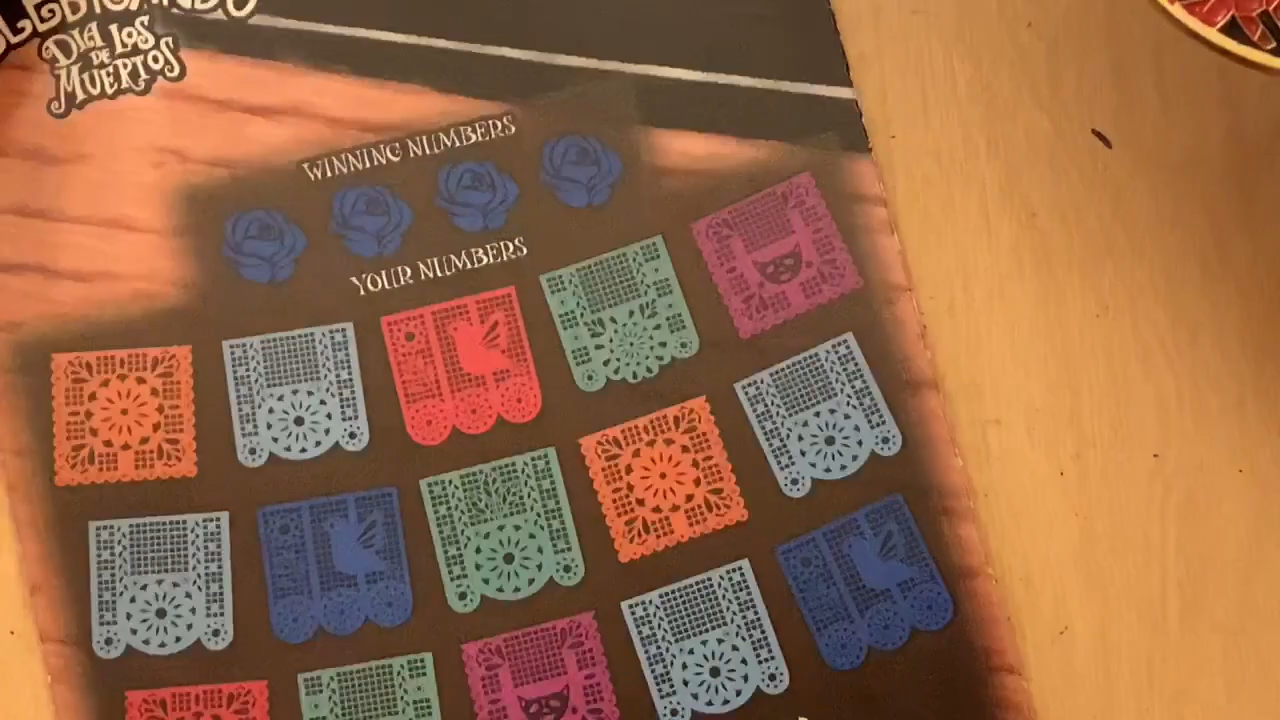 DIA
DE LOS
MUERTOS
WINNING NUMBERS
YOUR NUMBERS